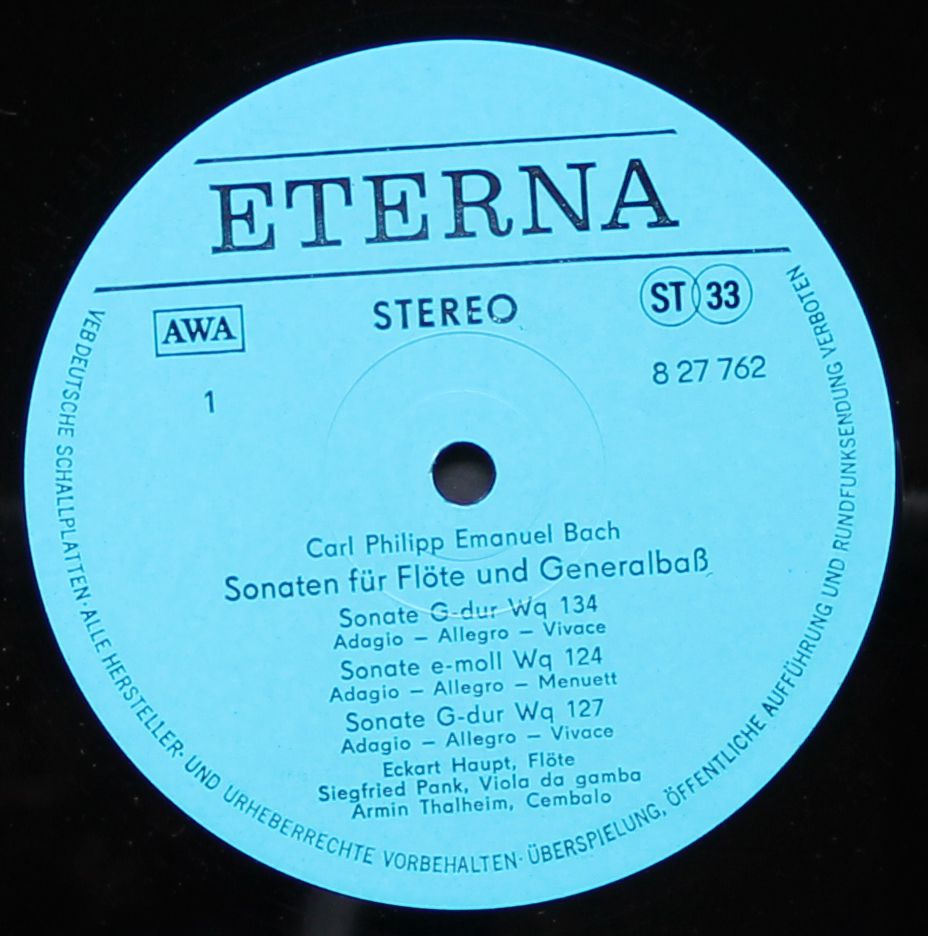 ETERNA
AWA
STEREO
ST 33
1
8 27 762
Carl Philipp Emanuel Bach
Sonaten für Flöte und Generalbaß
Sonate G-dur Wq 134
Adagio – Allegro – Vivace
Sonate e-moll Wq 124
Adagio – Allegro – Menuett
Sonate G-dur Wq 127
Adagio – Allegro – Vivace
Eckart Haupt, Flöte
Siegfried Pank, Viola da gamba
Armin Thalheim, Cembalo
VEB DEUTSCHE SCHALLPLATTEN · ALLE HERSTELLER- UND URHEBERRECHTE VORBEHALTEN · ÜBERSPIELUNG, ÖFFENTLICHE AUFFÜHRUNG UND RUNDFUNKSENDUNG VERBOTEN